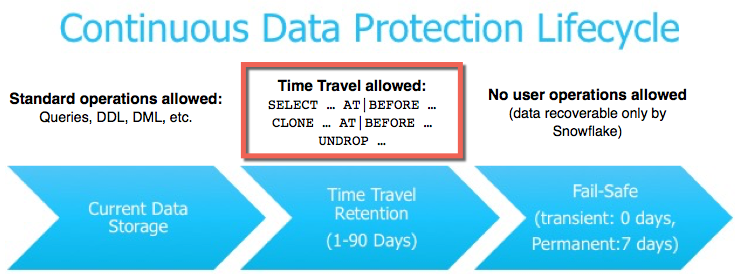 Continuous Data Protection Lifecycle
Standard operations allowed:
Queries, DDL, DML, etc.
Time Travel allowed:
SELECT … AT|BEFORE …
CLONE … AT|BEFORE …
UNDROP …
No user operations allowed
(data recoverable only by
Snowflake)
Current Data
Storage
Time Travel
Retention
(1-90 Days)
Fail-Safe
(transient: 0 days,
Permanent:7 days)